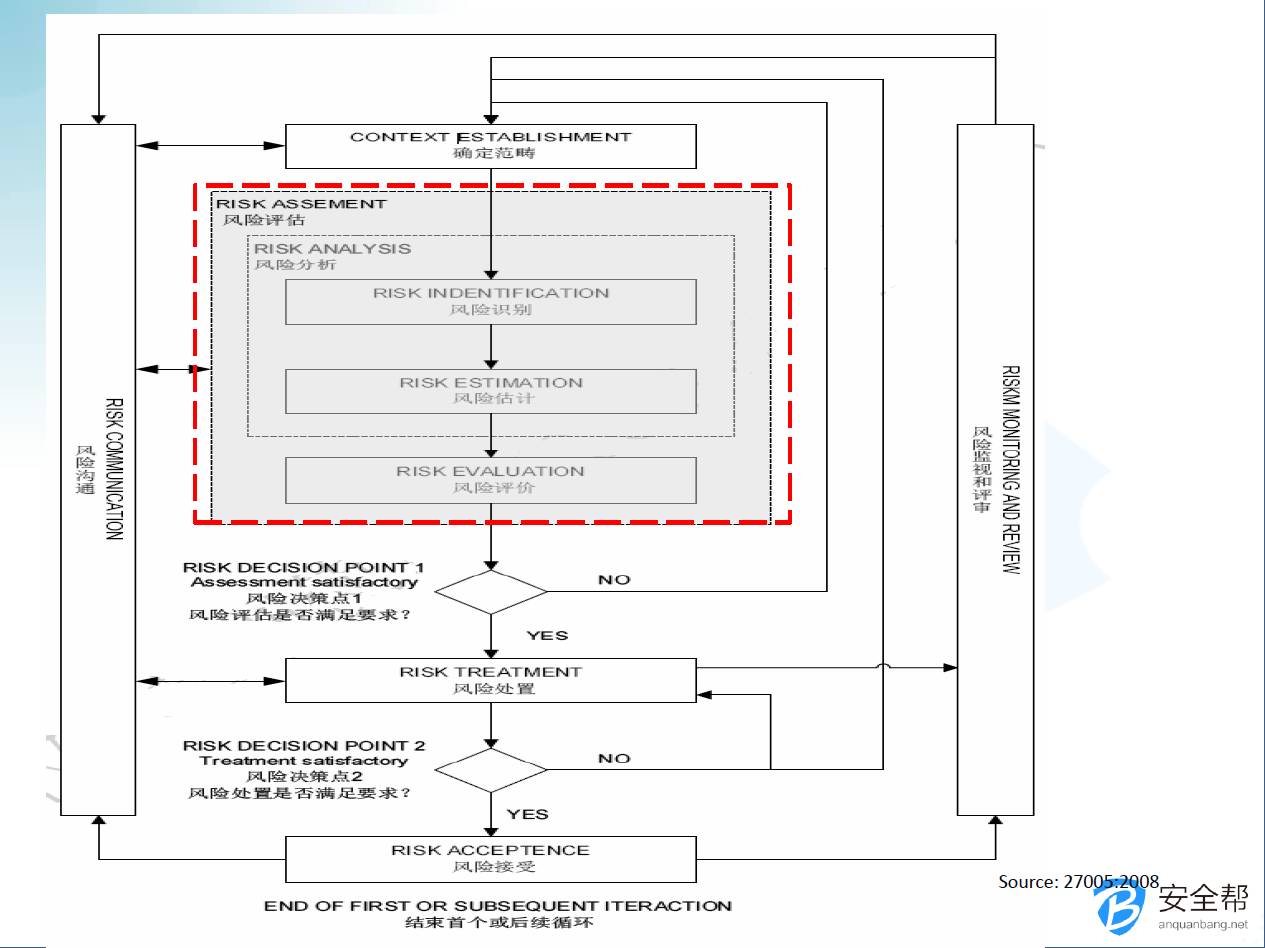 CONTEXT ESTABLISHMENT
确定范畴
RISK ASSEMENT
风险评估
RISK ANALYSIS
风险分析
RISK INDENTIFICATION
风险识别
RISK ESTIMATION
风险估计
RISK EVALUATION
风险评价
RISK COMMUNICATION
风险沟通
RISKM MONITORING AND REVIEW
风险监视和评审
RISK DECISION POINT 1
Assessment satisfactory
风险决策点1
风险评估是否满足要求?
NO
YES
RISK TREATMENT
风险处置
RISK DECISION POINT 2
Treatment satisfactory
风险决策点2
风险处置是否满足要求?
NO
YES
RISK ACCEPTENCE
风险接受
END OF FIRST OR SUBSEQUENT ITERACTION
结束首个或后续循环
Source: 27005:2008
安全帮
anquanbang.net